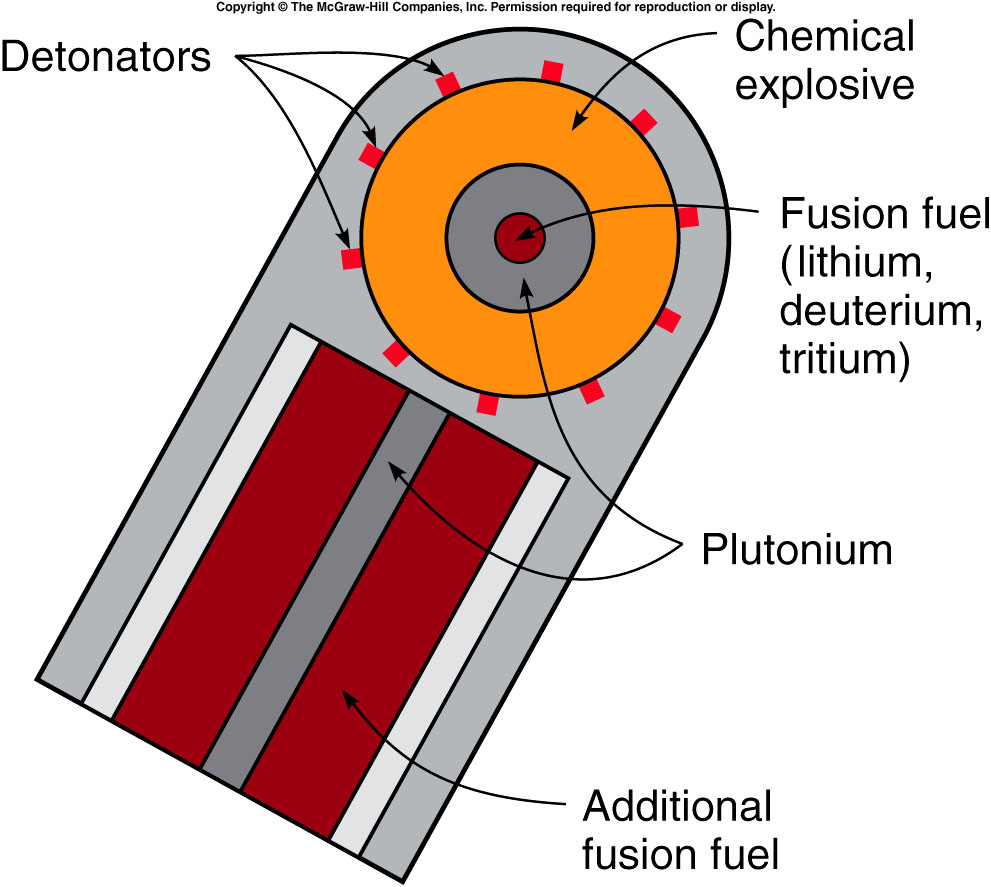 Copyright © The McGraw-Hill Companies, Inc. Permission required for reproduction or display.
Detonators
Chemical
explosive
Fusion fuel
(lithium,
deuterium,
tritium)
Plutonium
Additional
fusion fuel